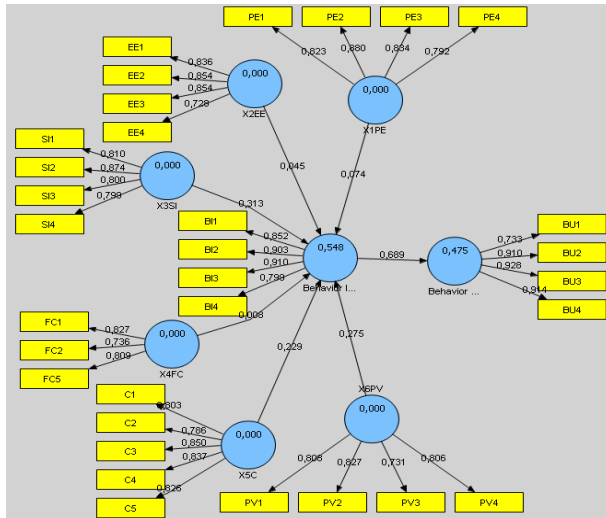 PE1 PE2 PE3 PE4
0,823 0,880 0,834 0,792
0,000
X1PE
EE1
EE2
EE3
EE4
0,836
0,854
0,854
0,728
0,000
X2EE
0,045
0,074
SI1
SI2
SI3
SI4
0,810
0,874
0,800
0,799
0,000
X3SI
0,313
BI1
BI2
BI3
BI4
0,852
0,903
0,910
0,799
0,548
Behavior I...
0,689
0,475
Behavior ...
BU1
BU2
BU3
BU4
0,733
0,910
0,928
0,914
FC1
FC2
FC5
0,827
0,736
0,809
0,000
X4FC
0,008
C1
C2
C3
C4
C5
0,803
0,786
0,850
0,837
0,826
0,000
X5C
0,229
0,275
X6PV
0,000
0,827 0,731 0,806
PV1 PV2 PV3 PV4